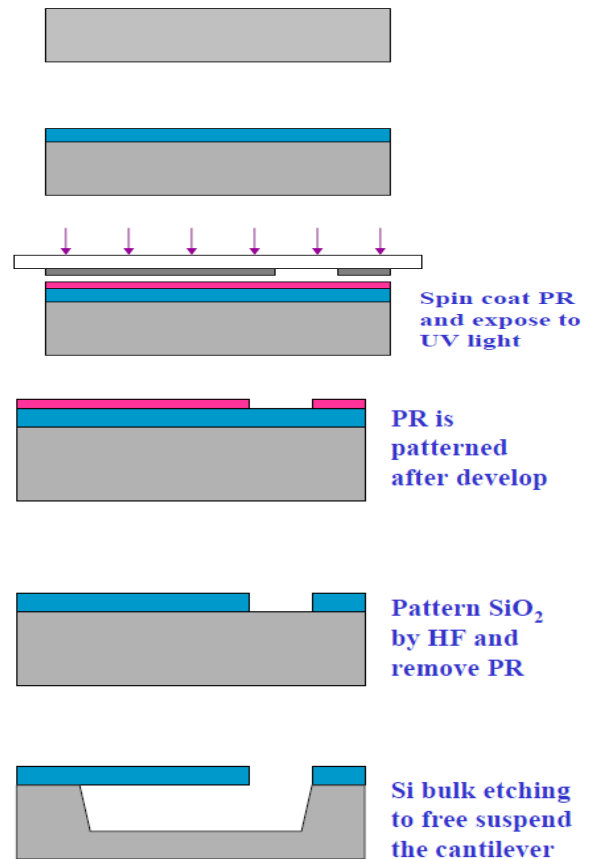 Spin coat PR
and expose to
UV light
PR is
patterned
after develop
Pattern SiO₂
by HF and
remove PR
Si bulk etching
to free suspend
the cantilever